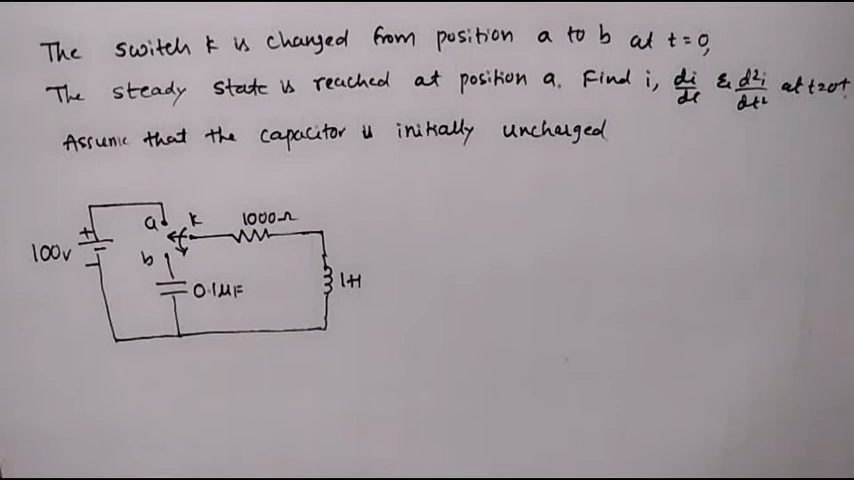 The switch k is changed from position a to b at t=0,
The steady state is reached at position a. Find i, di/dt & d²i/dt² at t=0+.
Assume that the capacitor is initially uncharged
a k 1000Ω
+
100v
-
b
0.1μF
1H